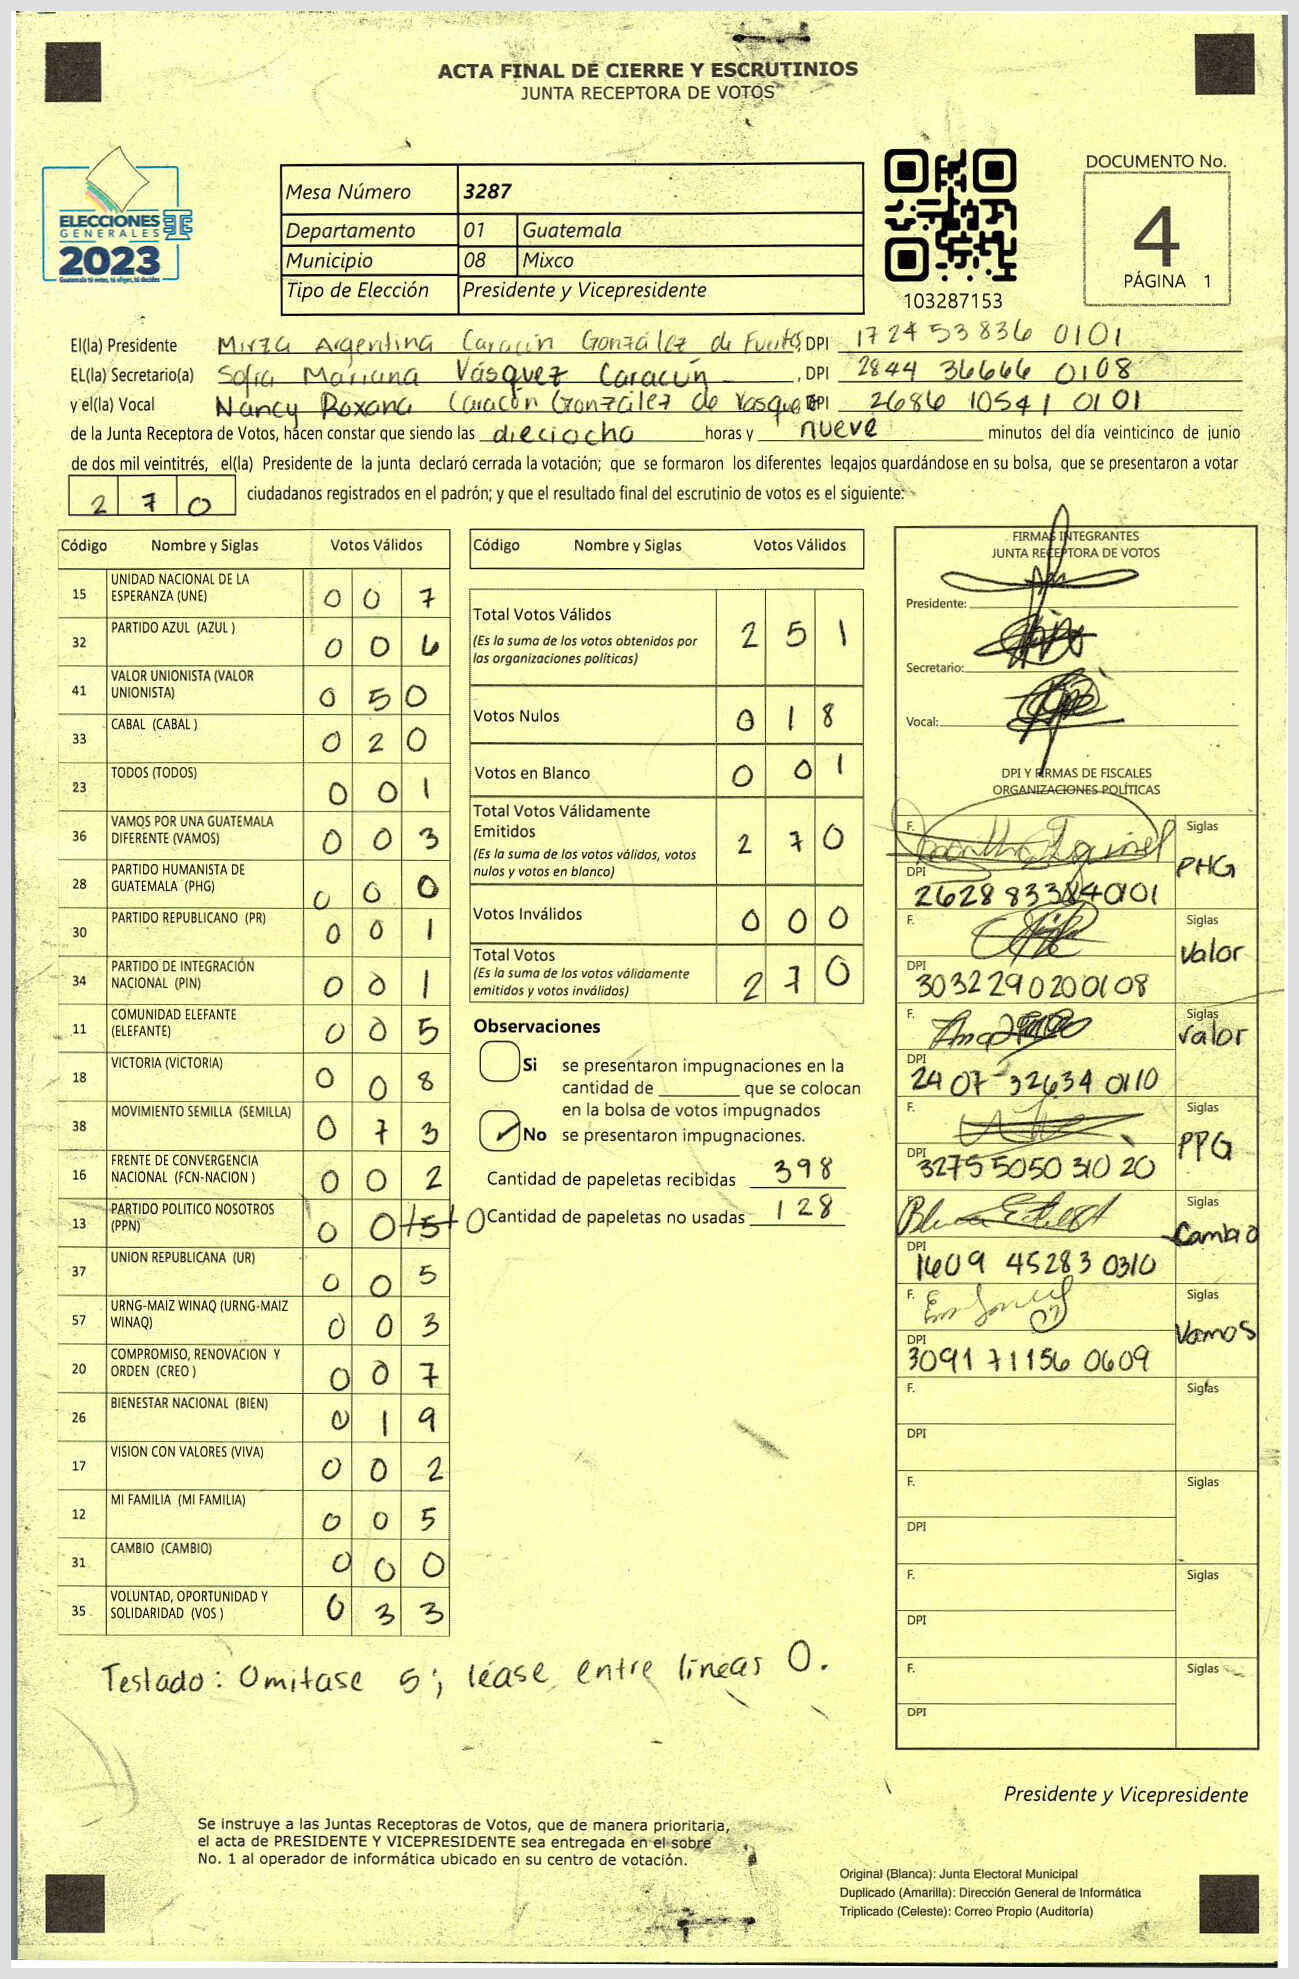 ACTA FINAL DE CIERRE Y ESCRUTINIOS
JUNTA RECEPTORA DE VOTOS
ELECCIONES
GENERALES
2023
Guatemala tú votes, tú eliges, tú decides
Mesa Número 3287
Departamento 01 Guatemala
Municipio 08 Mixco
Tipo de Elección Presidente y Vicepresidente
103287153
DOCUMENTO No.
4
PÁGINA 1
El(la) Presidente Mirza Argentina Caracún González de Fuentes, DPI 1724 53836 0101
EL(la) Secretario(a) Sofia Mariana Vásquez Caracún, DPI 2844 36666 0108
y el(la) Vocal Nancy Roxana Caracón González de Vasque DPI 2686 10541 0101
de la Junta Receptora de Votos, hacen constar que siendo las dieciocho horas y nueve minutos del día veinticinco de junio
de dos mil veintitrés, el(la) Presidente de la junta declaró cerrada la votación; que se formaron los diferentes legajos guardándose en su bolsa, que se presentaron a votar
2 7 0 ciudadanos registrados en el padrón; y que el resultado final del escrutinio de votos es el siguiente:
Código Nombre y Siglas Votos Válidos
15 UNIDAD NACIONAL DE LA ESPERANZA (UNE) 0 0 7
32 PARTIDO AZUL (AZUL ) 0 0 6
41 VALOR UNIONISTA (VALOR UNIONISTA) 0 5 0
33 CABAL (CABAL ) 0 2 0
23 TODOS (TODOS) 0 0 1
36 VAMOS POR UNA GUATEMALA DIFERENTE (VAMOS) 0 0 3
28 PARTIDO HUMANISTA DE GUATEMALA (PHG) 0 0 0
30 PARTIDO REPUBLICANO (PR) 0 0 1
34 PARTIDO DE INTEGRACIÓN NACIONAL (PIN) 0 0 1
11 COMUNIDAD ELEFANTE (ELEFANTE) 0 0 5
18 VICTORIA (VICTORIA) 0 0 8
38 MOVIMIENTO SEMILLA (SEMILLA) 0 7 3
16 FRENTE DE CONVERGENCIA NACIONAL (FCN-NACION ) 0 0 2
13 PARTIDO POLITICO NOSOTROS (PPN) 0 0 5 0
37 UNION REPUBLICANA (UR) 0 0 5
57 URNG-MAIZ WINAQ (URNG-MAIZ WINAQ) 0 0 3
20 COMPROMISO, RENOVACION Y ORDEN (CREO ) 0 0 7
26 BIENESTAR NACIONAL (BIEN) 0 1 9
17 VISION CON VALORES (VIVA) 0 0 2
12 MI FAMILIA (MI FAMILIA) 0 0 5
31 CAMBIO (CAMBIO) 0 0 0
35 VOLUNTAD, OPORTUNIDAD Y SOLIDARIDAD (VOS ) 0 3 3
Código Nombre y Siglas Votos Válidos
Total Votos Válidos 2 5 1
(Es la suma de los votos obtenidos por
las organizaciones políticas)
Votos Nulos 0 1 8
Votos en Blanco 0 0 1
Total Votos Válidamente
Emitidos 2 7 0
(Es la suma de los votos válidos, votos
nulos y votos en blanco)
Votos Inválidos 0 0 0
Total Votos 2 7 0
(Es la suma de los votos válidamente
emitidos y votos inválidos)
Observaciones
Si se presentaron impugnaciones en la
cantidad de ________ que se colocan
en la bolsa de votos impugnados
No se presentaron impugnaciones.
Cantidad de papeletas recibidas 398
Cantidad de papeletas no usadas 128
FIRMAS INTEGRANTES
JUNTA RECEPTORA DE VOTOS
Presidente:
Secretario:
Vocal:
DPI Y FIRMAS DE FISCALES
ORGANIZACIONES POLÍTICAS
F. Siglas PHG
DPI 2628 83384 0101
F. Siglas Valor
DPI 3032290200108
F. Siglas Valor
DPI 2407 32634 0110
F. Siglas PPG
DPI 3275 5050 310 20
F. Siglas Cambio
DPI 1609 45283 0310
F. Siglas Vamos
DPI 3091 71156 0609
F. Siglas
DPI
F. Siglas
DPI
F. Siglas
DPI
F. Siglas
DPI
Testado: Omitase 5; léase entre líneas 0.
Presidente y Vicepresidente
Se instruye a las Juntas Receptoras de Votos, que de manera prioritaria,
el acta de PRESIDENTE Y VICEPRESIDENTE sea entregada en el sobre
No. 1 al operador de informática ubicado en su centro de votación.
Original (Blanca): Junta Electoral Municipal
Duplicado (Amarilla): Dirección General de Informática
Triplicado (Celeste): Correo Propio (Auditoría)